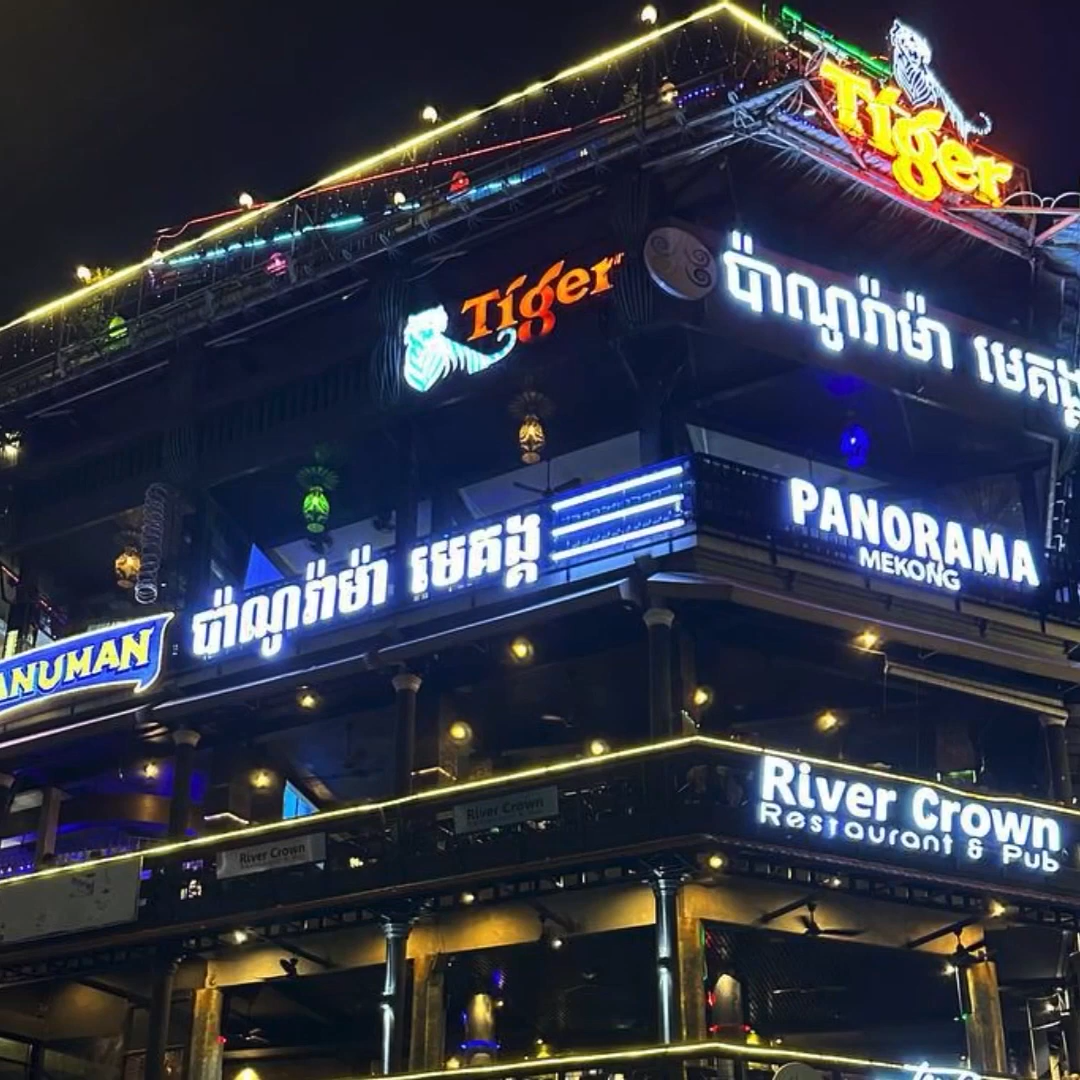 Tiger
Tiger
ប៉ាណូរ៉ាម៉ា មេគង្គ
ប៉ាណូរ៉ាម៉ា មេគង្គ
PANORAMA
MEKONG
ANUMAN
River Crown
Restaurant & Pub
River Crown
River Crown